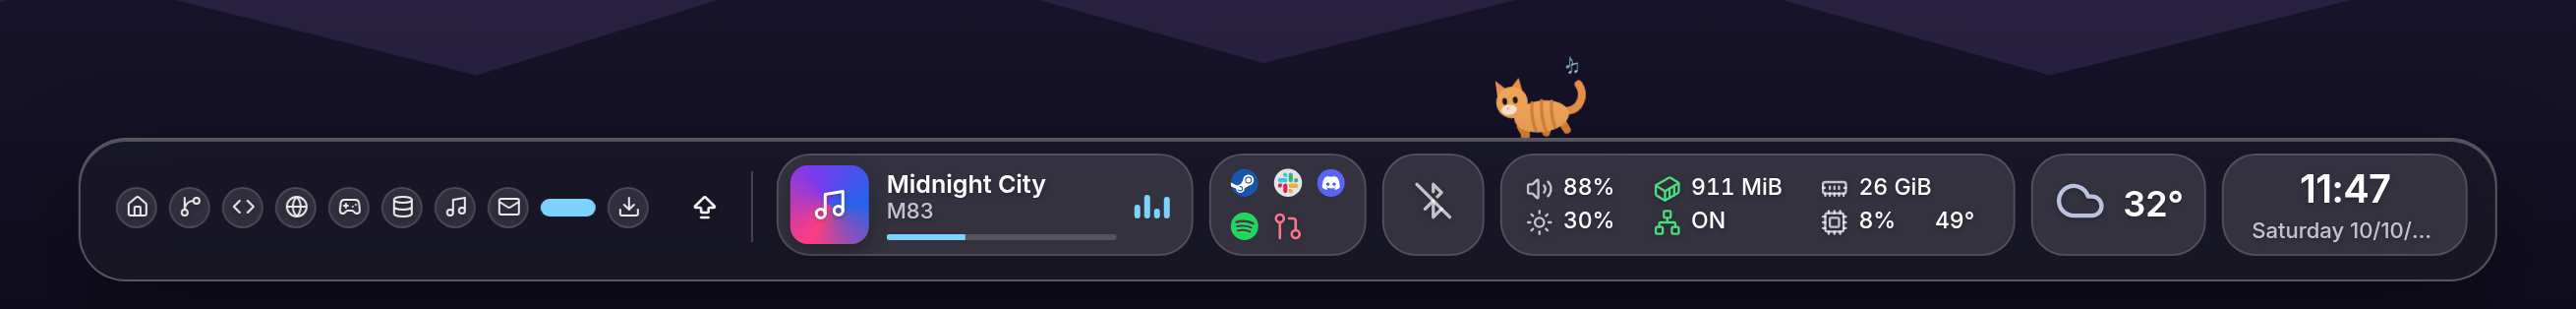 Midnight City
M83
88%
30%
911 MiB
ON
26 GiB
8% 49°
32°
11:47
Saturday 10/10/...